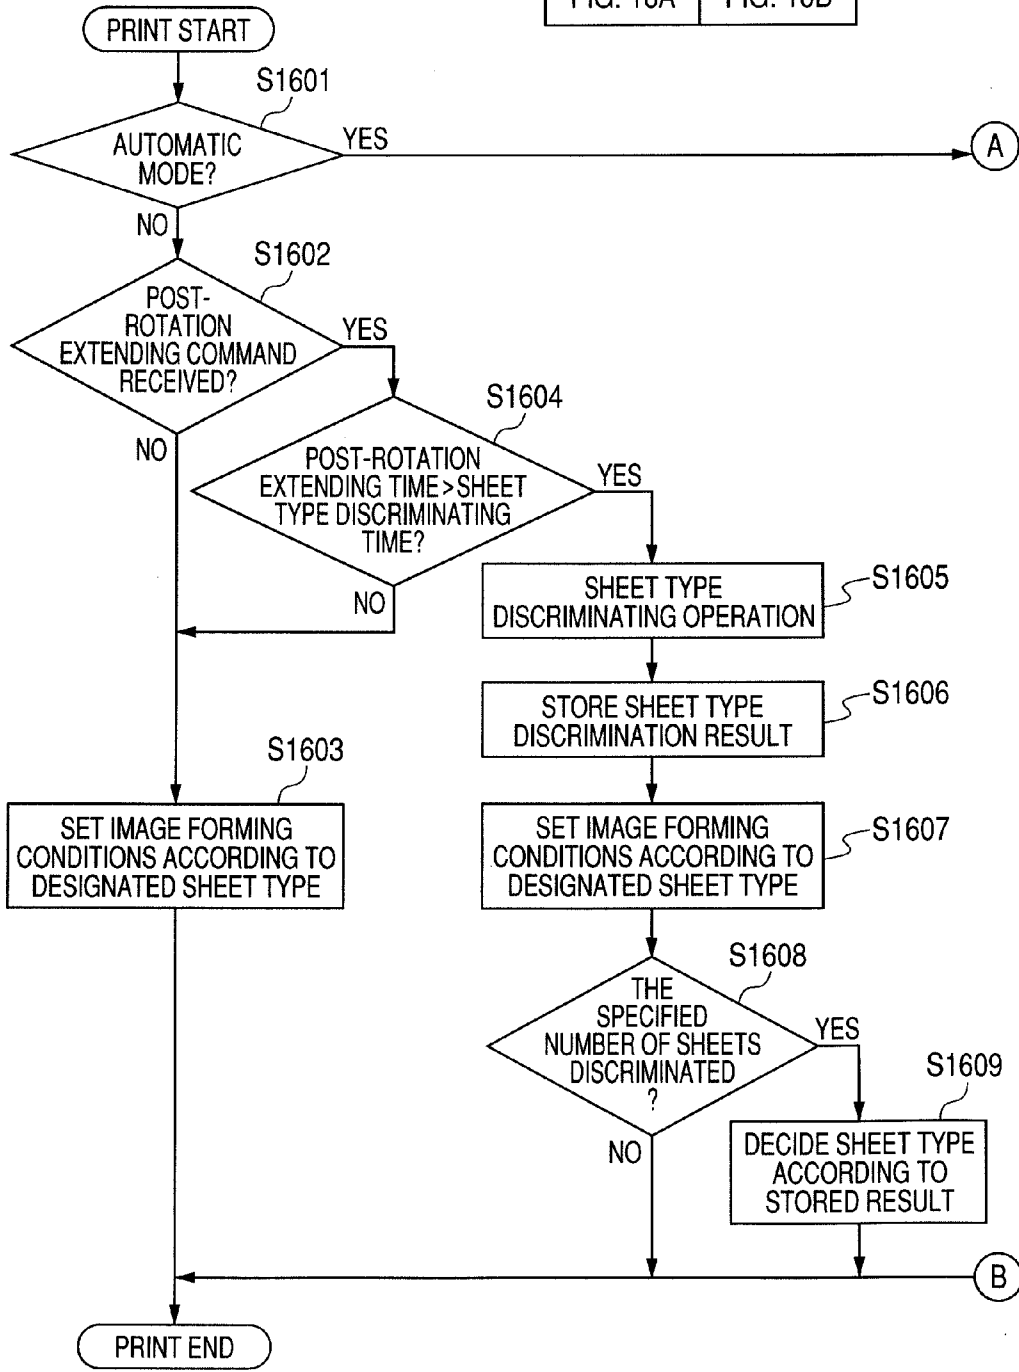 FIG. 16A FIG. 16B
PRINT START
S1601
AUTOMATIC
MODE?
YES
A
NO
S1602
POST-
ROTATION
EXTENDING COMMAND
RECEIVED?
YES
NO
S1604
POST-ROTATION
EXTENDING TIME>SHEET
TYPE DISCRIMINATING
TIME?
YES
NO
S1605
SHEET TYPE
DISCRIMINATING OPERATION
S1606
STORE SHEET TYPE
DISCRIMINATION RESULT
S1603
SET IMAGE FORMING
CONDITIONS ACCORDING TO
DESIGNATED SHEET TYPE
S1607
SET IMAGE FORMING
CONDITIONS ACCORDING TO
DESIGNATED SHEET TYPE
S1608
THE
SPECIFIED
NUMBER OF SHEETS
DISCRIMINATED
?
YES
NO
S1609
DECIDE SHEET TYPE
ACCORDING TO
STORED RESULT
B
PRINT END